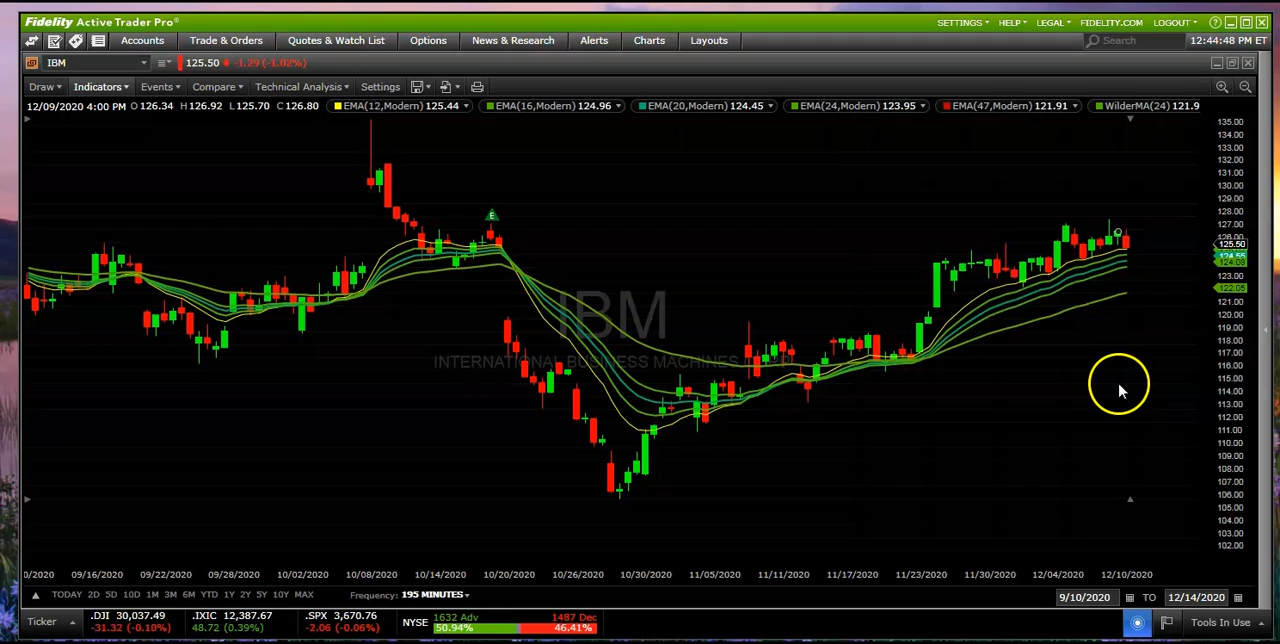 Fidelity Active Trader Pro® SETTINGS HELP LEGAL FIDELITY.COM LOGOUT
Accounts Trade & Orders Quotes & Watch List Options News & Research Alerts Charts Layouts Search 12:44:48 PM ET
IBM 125.50 -1.29 (-1.02%)
Draw Indicators Events Compare Technical Analysis Settings
12/09/2020 4:00 PM O 126.34 H 126.92 L 125.70 C 126.80 EMA(12,Modern) 125.44 EMA(16,Modern) 124.96 EMA(20,Modern) 124.45 EMA(24,Modern) 123.95 EMA(47,Modern) 121.91 WilderMA(24) 121.9
135.00
134.00
133.00
132.00
131.00
130.00
129.00
128.00
127.00
126.00
125.50
124.55
124.08
123.00
122.05
121.00
120.00
119.00
118.00
117.00
116.00
115.00
114.00
113.00
112.00
111.00
110.00
109.00
108.00
107.00
106.00
105.00
104.00
103.00
102.00
E
IBM
INTERNATIONAL BUSINESS MACHINES
0/2020 09/16/2020 09/22/2020 09/28/2020 10/02/2020 10/08/2020 10/14/2020 10/20/2020 10/26/2020 10/30/2020 11/05/2020 11/11/2020 11/17/2020 11/23/2020 11/30/2020 12/04/2020 12/10/2020
TODAY 2D 5D 10D 1M 3M 6M YTD 1Y 2Y 5Y 10Y MAX Frequency: 195 MINUTES 9/10/2020 TO 12/14/2020
Ticker .DJI 30,037.49 .IXIC 12,387.67 .SPX 3,670.76 NYSE 1632 Adv 1487 Dec Tools In Use
-31.32 (-0.10%) 48.72 (0.39%) -2.06 (-0.06%) 50.94% 46.41%